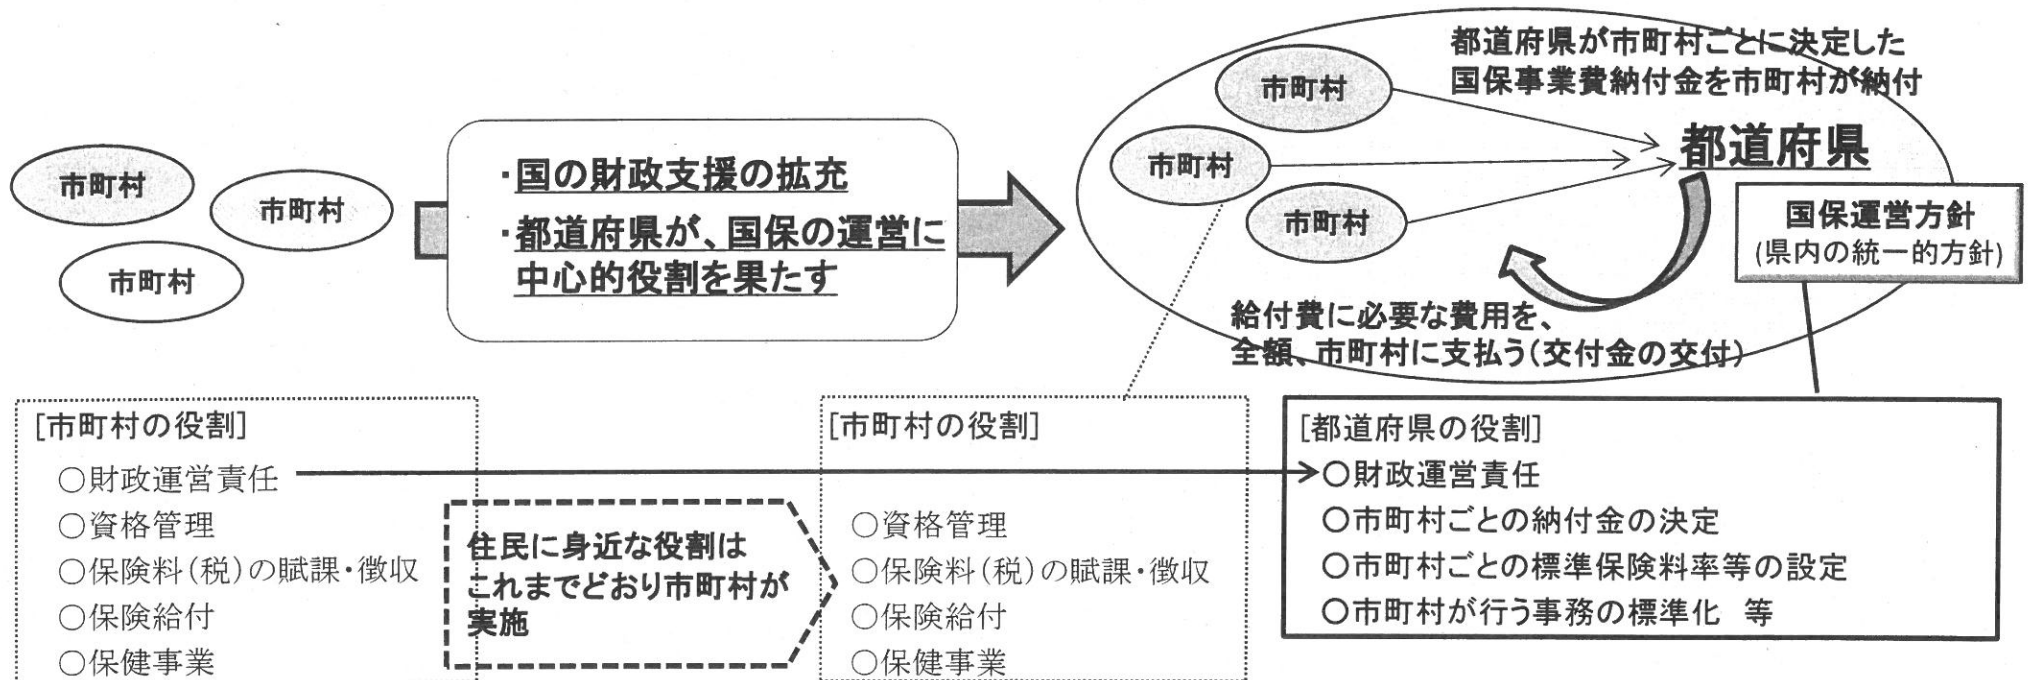 市町村
市町村
市町村
・国の財政支援の拡充
・都道府県が、国保の運営に
中心的役割を果たす
都道府県が市町村ごとに決定した
国保事業費納付金を市町村が納付
市町村
市町村
市町村
都道府県
国保運営方針
(県内の統一的方針)
給付費に必要な費用を、
全額、市町村に支払う(交付金の交付)
[市町村の役割]
○財政運営責任
○資格管理
○保険料(税)の賦課・徴収
○保険給付
○保健事業
住民に身近な役割は
これまでどおり市町村が
実施
[市町村の役割]
○資格管理
○保険料(税)の賦課・徴収
○保険給付
○保健事業
[都道府県の役割]
○財政運営責任
○市町村ごとの納付金の決定
○市町村ごとの標準保険料率等の設定
○市町村が行う事務の標準化 等